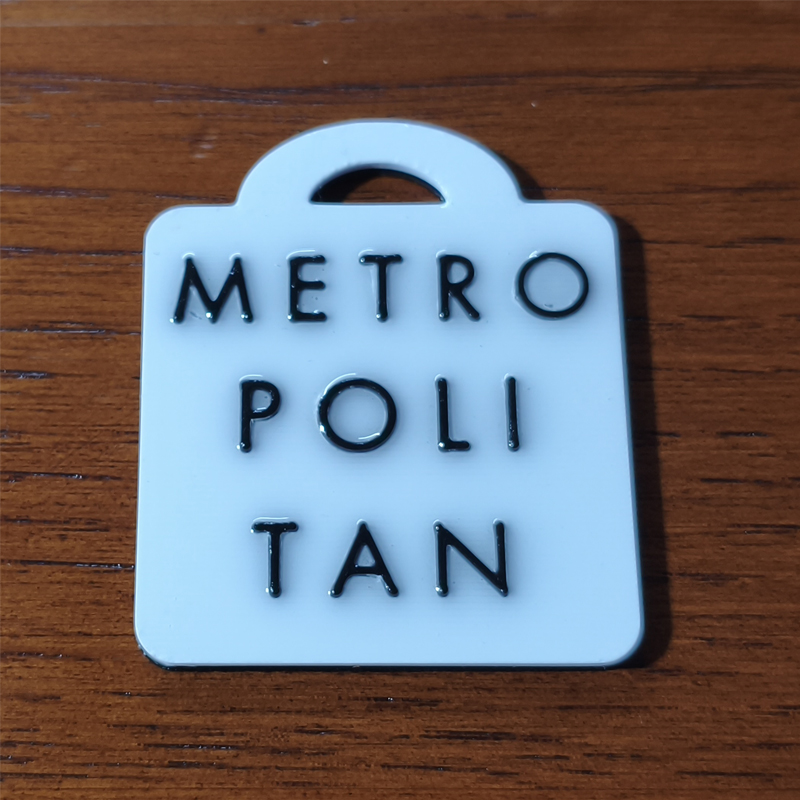 METRO
POLI
TAN